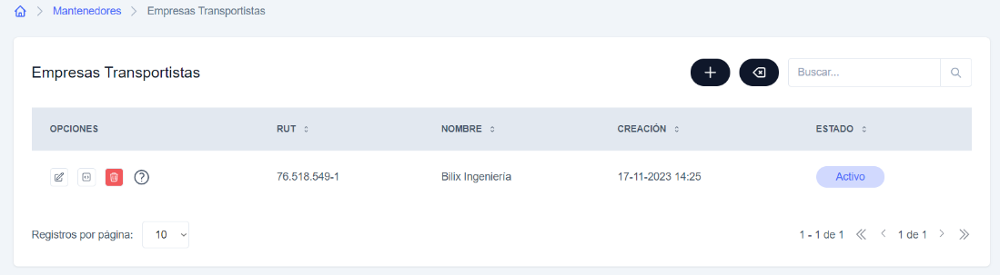 Mantenedores Empresas Transportistas
Empresas Transportistas
Buscar...
OPCIONES RUT NOMBRE CREACIÓN ESTADO
76.518.549-1 Bilix Ingeniería 17-11-2023 14:25 Activo
Registros por página: 10 1 - 1 de 1 1 de 1